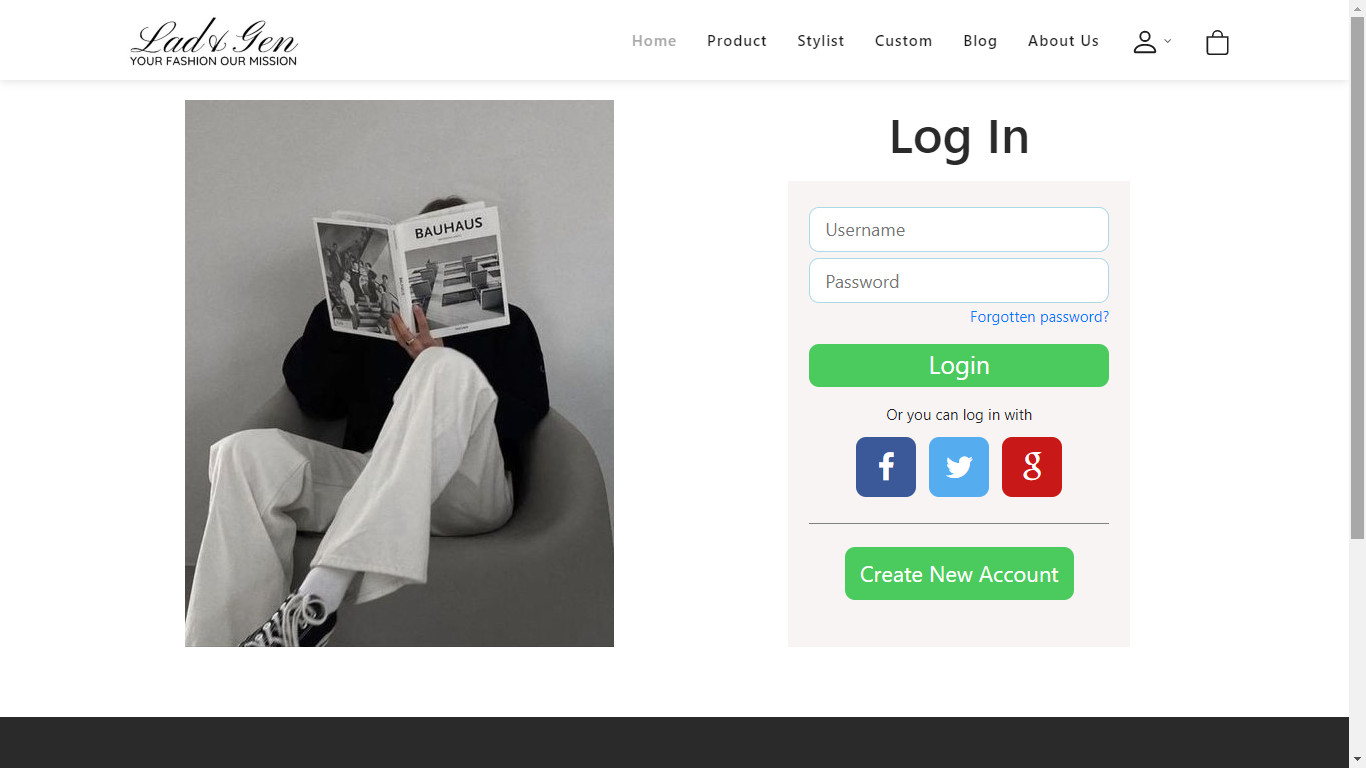 Lad & Gen
YOUR FASHION OUR MISSION
Home Product Stylist Custom Blog About Us
BAUHAUS
BAUHAUS
Log In
Username
Password
Forgotten password?
Login
Or you can log in with
Create New Account